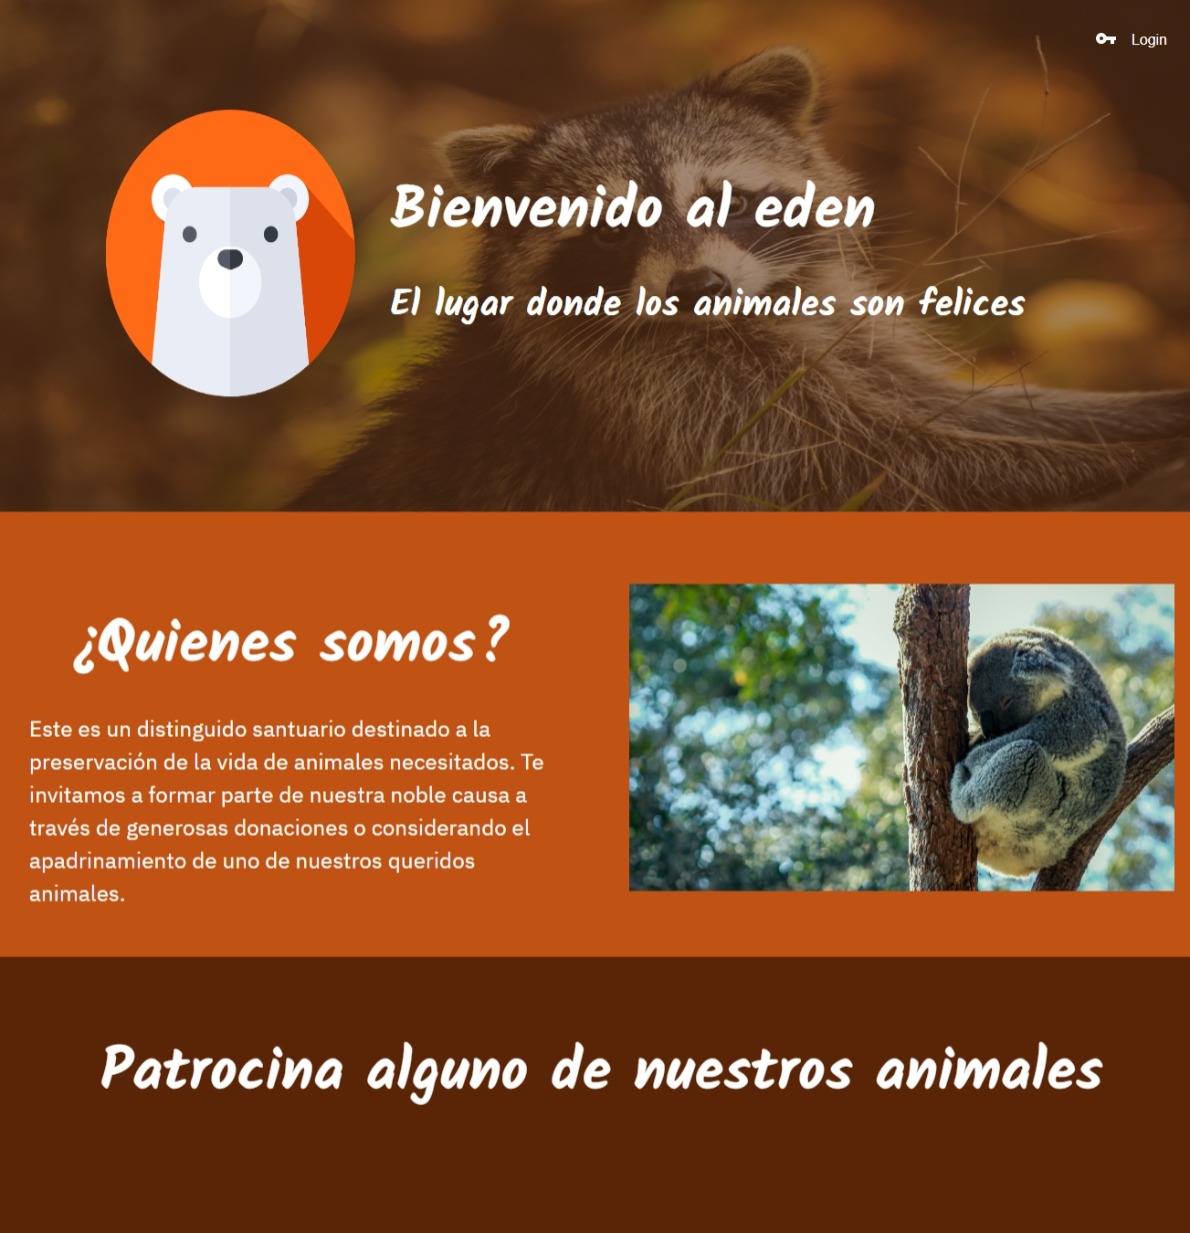 Login
Bienvenido al eden
El lugar donde los animales son felices
¿Quienes somos?
Este es un distinguido santuario destinado a la
preservación de la vida de animales necesitados. Te
invitamos a formar parte de nuestra noble causa a
través de generosas donaciones o considerando el
apadrinamiento de uno de nuestros queridos
animales.
Patrocina alguno de nuestros animales